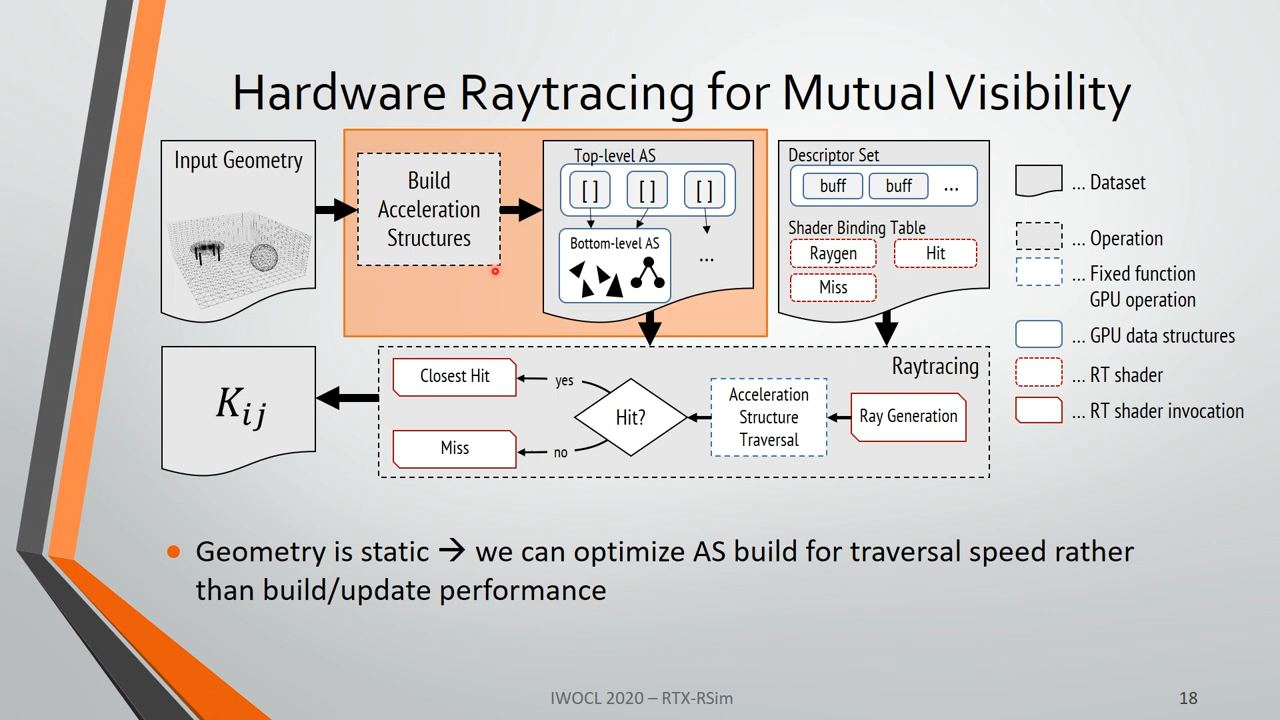 Hardware Raytracing for Mutual Visibility
Input Geometry
Build
Acceleration
Structures
Top-level AS
[ ] [ ] [ ]
Bottom-level AS
...
Descriptor Set
buff buff ...
Shader Binding Table
Raygen Hit
Miss
... Dataset
... Operation
... Fixed function
GPU operation
... GPU data structures
... RT shader
... RT shader invocation
K_ij
Raytracing
Closest Hit
yes
Hit?
no
Miss
Acceleration
Structure
Traversal
Ray Generation
• Geometry is static → we can optimize AS build for traversal speed rather
than build/update performance
IWOCL 2020 – RTX-RSim
18